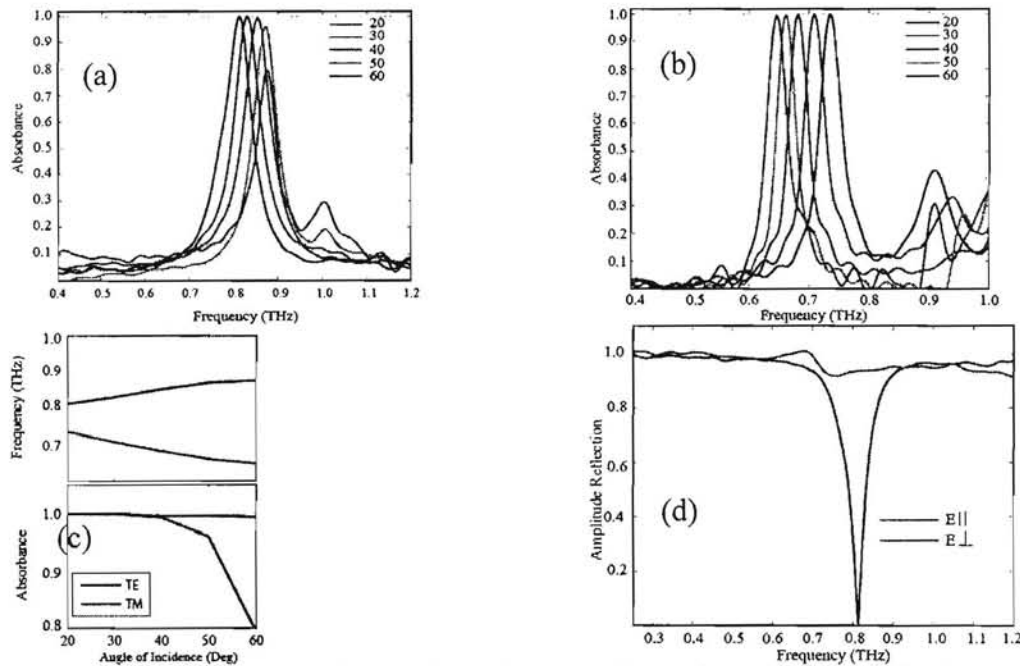 (a)
1.0
0.9
0.8
0.7
0.6
0.5
0.4
0.3
0.2
0.1
Absorbance
20
30
40
50
60
0.4 0.5 0.6 0.7 0.8 0.9 1.0 1.1 1.2
Frequency (THz)
(b)
1.0
0.9
0.8
0.7
0.6
0.5
0.4
0.3
0.2
0.1
Absorbance
20
30
40
50
60
0.4 0.5 0.6 0.7 0.8 0.9 1.0
Frequency (THz)
1.0
0.9
0.8
0.7
Frequency (THz)
(c)
1.0
0.9
0.8
Absorbance
TE
TM
20 30 40 50 60
Angle of Incidence (Deg)
(d)
1.0
0.8
0.6
0.4
0.2
Amplitude Reflection
E||
E⊥
0.3 0.4 0.5 0.6 0.7 0.8 0.9 1.0 1.1 1.2
Frequency (THz)